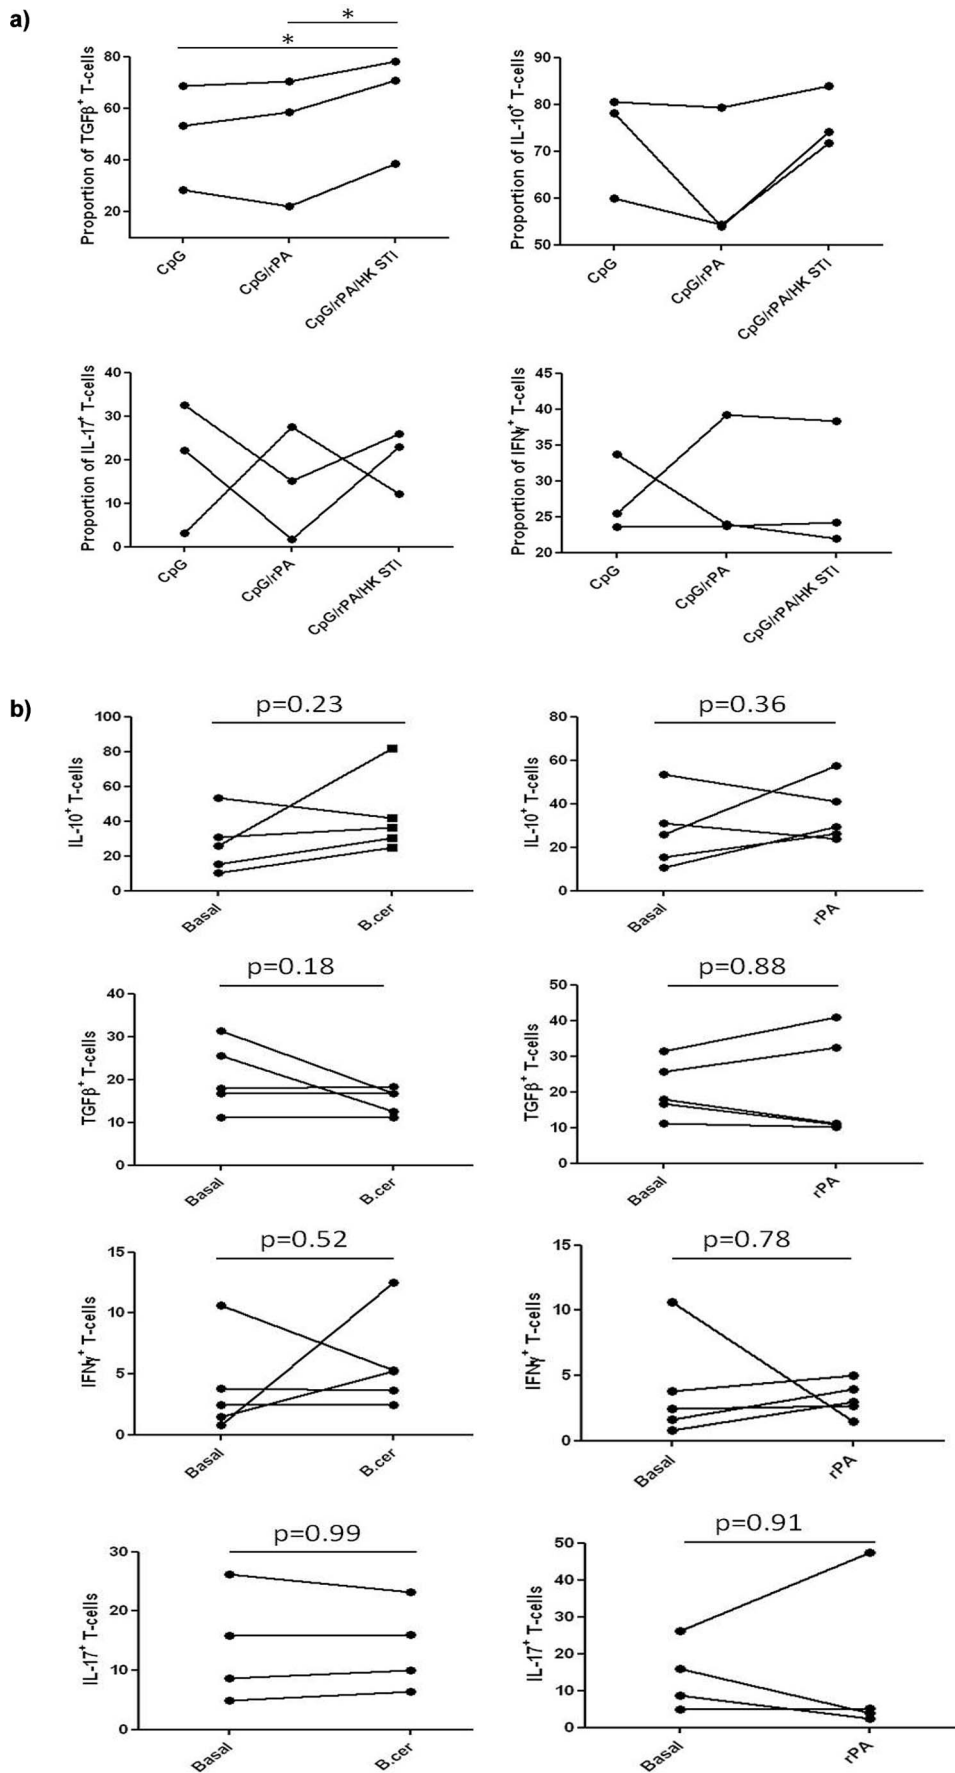 a)
*
*
Proportion of TGFβ⁺ T-cells
80
60
40
20
CpG
CpG/rPA
CpG/rPA/HK STI
Proportion of IL-10⁺ T-cells
90
80
70
60
50
CpG
CpG/rPA
CpG/rPA/HK STI
Proportion of IL-17⁺ T-cells
40
30
20
10
0
CpG
CpG/rPA
CpG/rPA/HK STI
Proportion of IFNγ⁺ T-cells
45
40
35
30
25
20
CpG
CpG/rPA
CpG/rPA/HK STI
b)
p=0.23
IL-10⁺ T-cells
100
80
60
40
20
0
Basal
B.cer
p=0.36
IL-10⁺ T-cells
80
60
40
20
0
Basal
rPA
p=0.18
TGFβ⁺ T-cells
40
30
20
10
0
Basal
B.cer
p=0.88
TGFβ⁺ T-cells
50
40
30
20
10
0
Basal
rPA
p=0.52
IFNγ⁺ T-cells
15
10
5
0
Basal
B.cer
p=0.78
IFNγ⁺ T-cells
15
10
5
0
Basal
rPA
p=0.99
IL-17⁺ T-cells
30
20
10
0
Basal
B.cer
p=0.91
IL-17⁺ T-cells
50
40
30
20
10
0
Basal
rPA